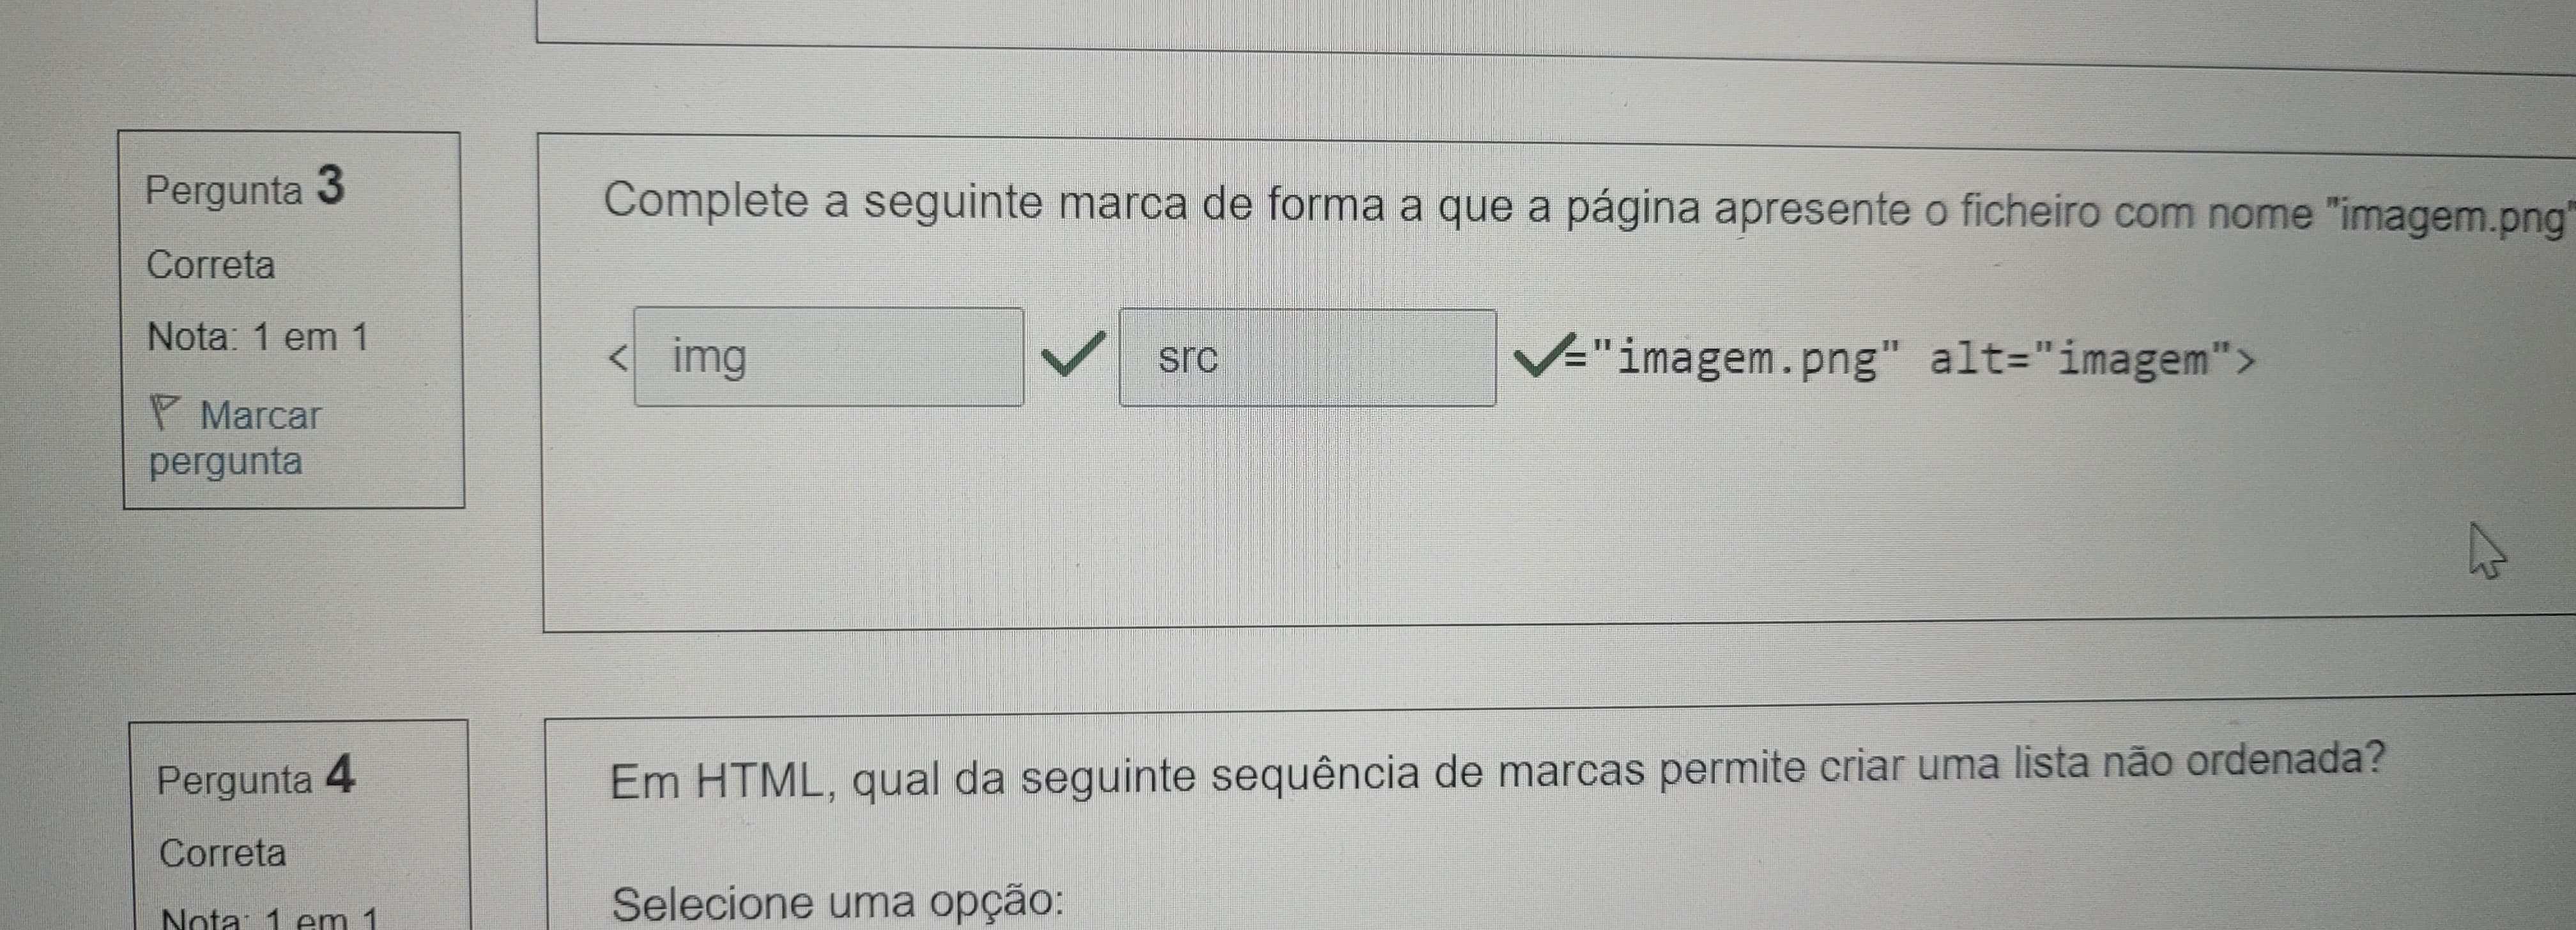 Pergunta 3
Correta
Nota: 1 em 1
Marcar
pergunta
Complete a seguinte marca de forma a que a página apresente o ficheiro com nome "imagem.png"
< img src ="imagem.png" alt="imagem">
Pergunta 4
Correta
Nota: 1 em 1
Em HTML, qual da seguinte sequência de marcas permite criar uma lista não ordenada?
Selecione uma opção: